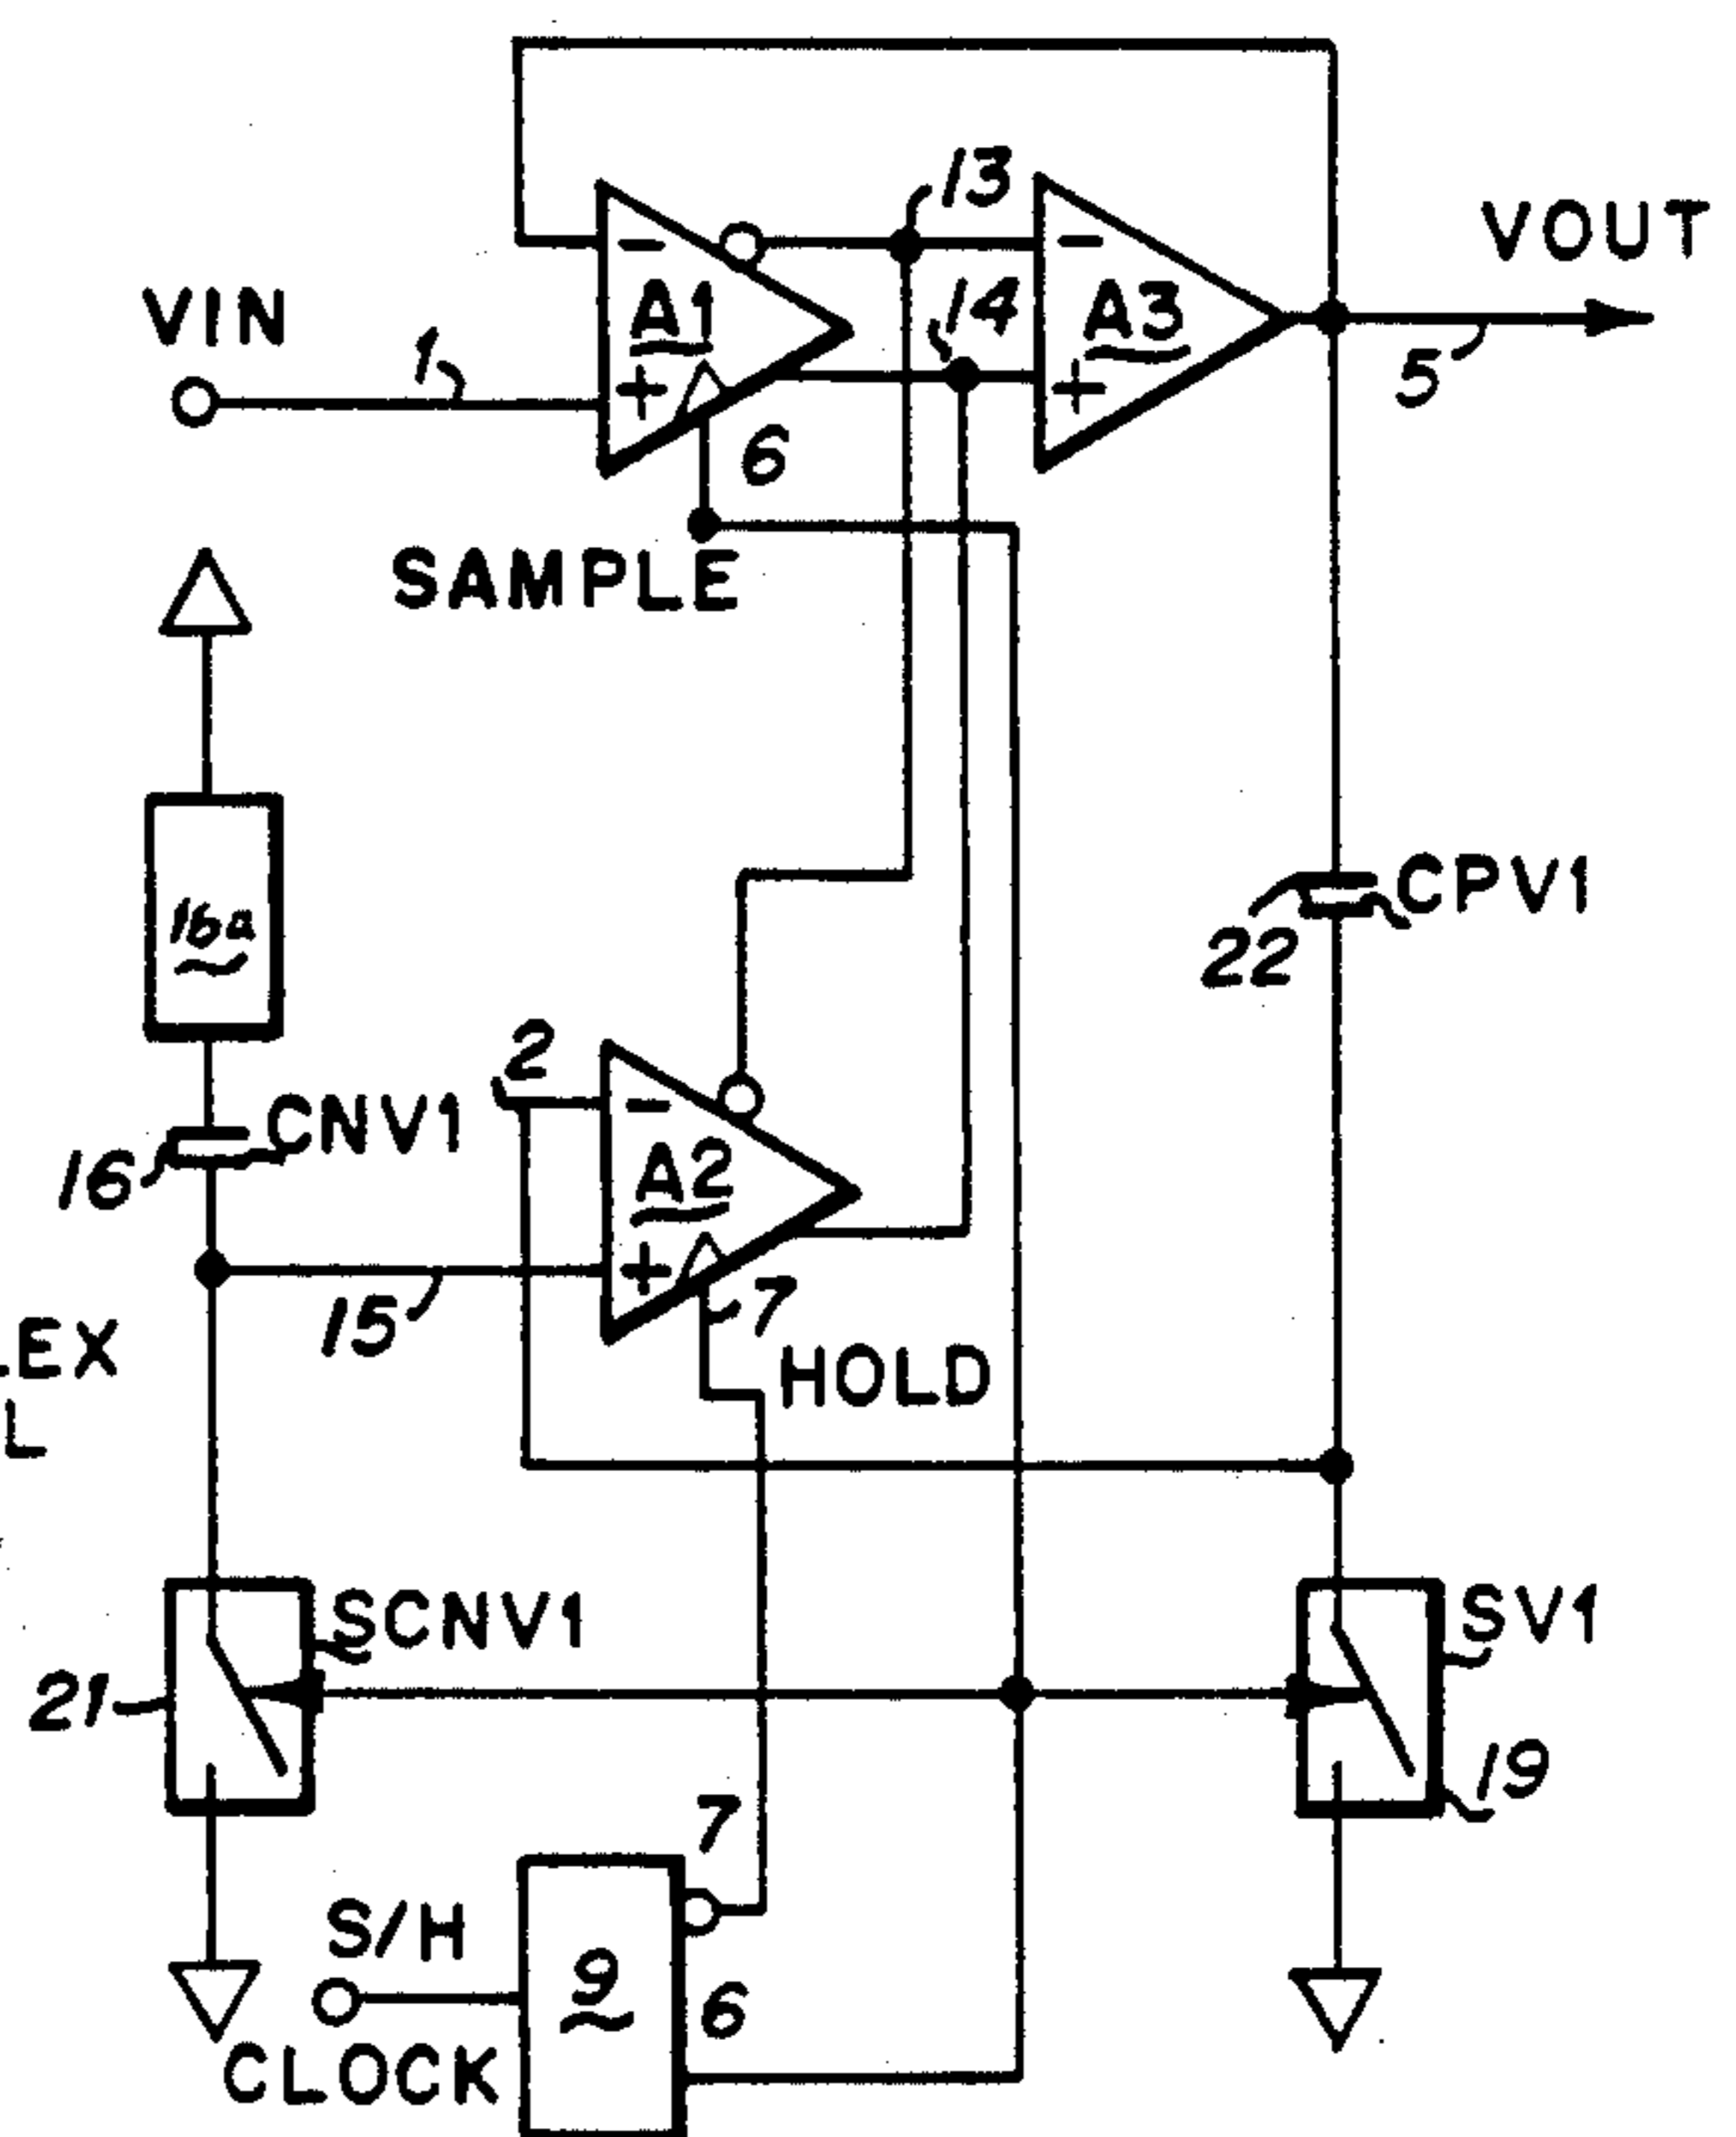 13
VOUT
- -
VIN
A1
14
A3
1
+
+
5
6
SAMPLE
16a
CPV1
22
2
CNV1
-
16
A2
+
15
7
LEX
HOLD
L
SCNV1
SV1
21
19
7
S/H
9
6
CLOCK